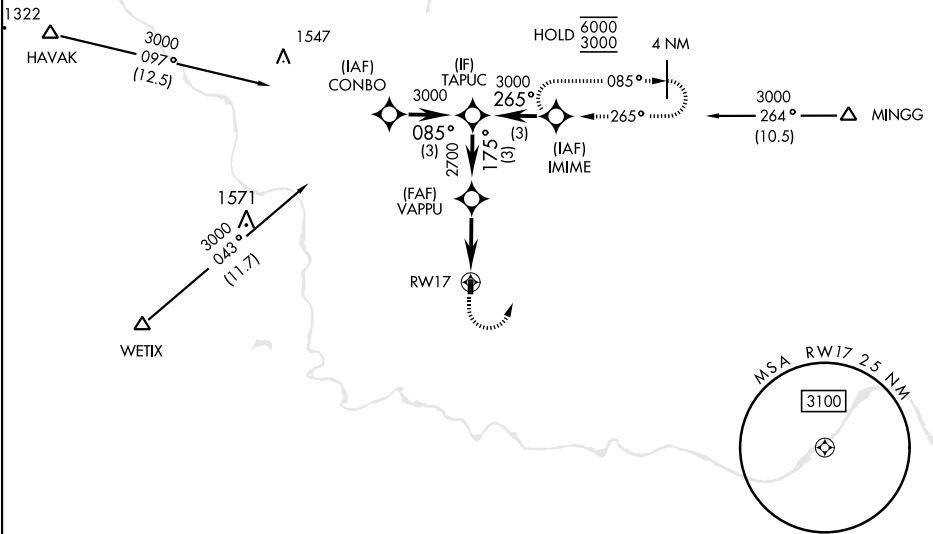 1322
HAVAK
3000
097°
(12.5)
1547
(IAF)
CONBO
3000
085°
(3)
(IF)
TAPUC
3000
265°
(3)
HOLD 6000
3000
4 NM
085°
265°
(IAF)
IMIME
3000
264°
(10.5)
MINGG
2700
175°
(3)
(FAF)
VAPPU
RW17
1571
3000
043°
(11.7)
WETIX
MSA RW17 25 NM
3100